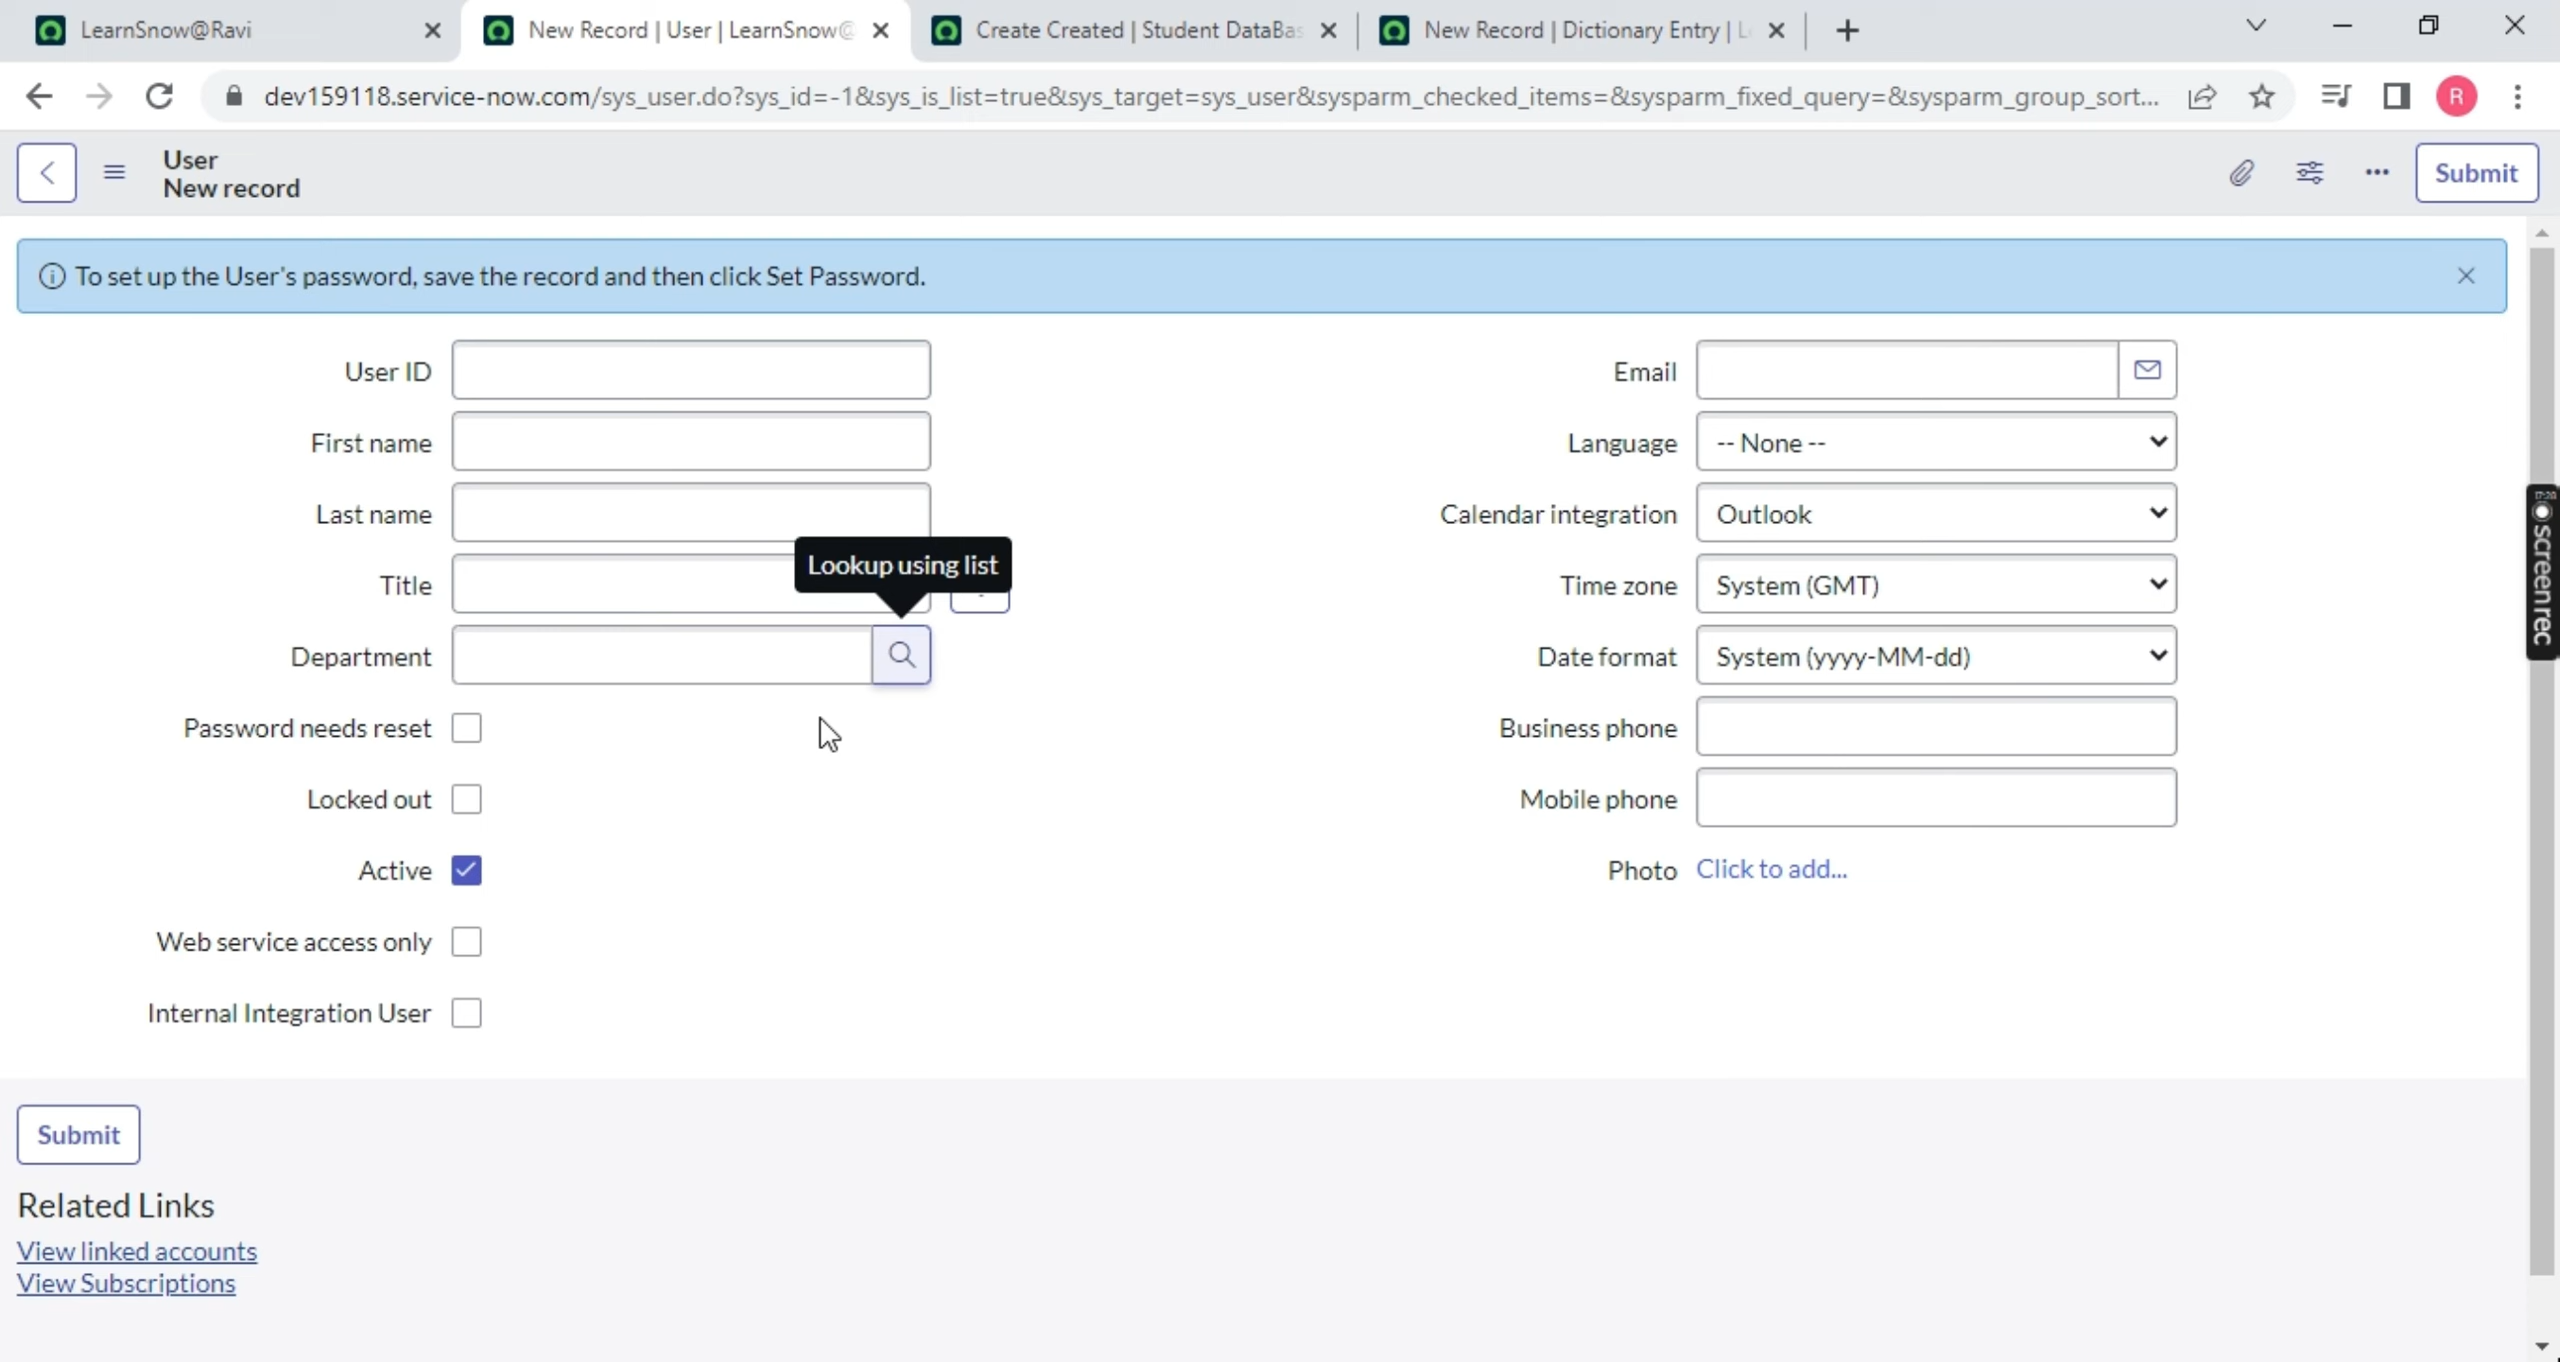 LearnSnow@Ravi
New Record | User | LearnSnow@
Create Created | Student DataBas
New Record | Dictionary Entry | L
dev159118.service-now.com/sys_user.do?sys_id=-1&sys_is_list=true&sys_target=sys_user&sysparm_checked_items=&sysparm_fixed_query=&sysparm_group_sort...
R
User
New record
Submit
To set up the User's password, save the record and then click Set Password.
User ID
First name
Last name
Title
Lookup using list
Department
Password needs reset
Locked out
Active
Web service access only
Internal Integration User
Email
Language
-- None --
Calendar integration
Outlook
Time zone
System (GMT)
Date format
System (yyyy-MM-dd)
Business phone
Mobile phone
Photo
Click to add...
screenrec
Submit
Related Links
View linked accounts
View Subscriptions